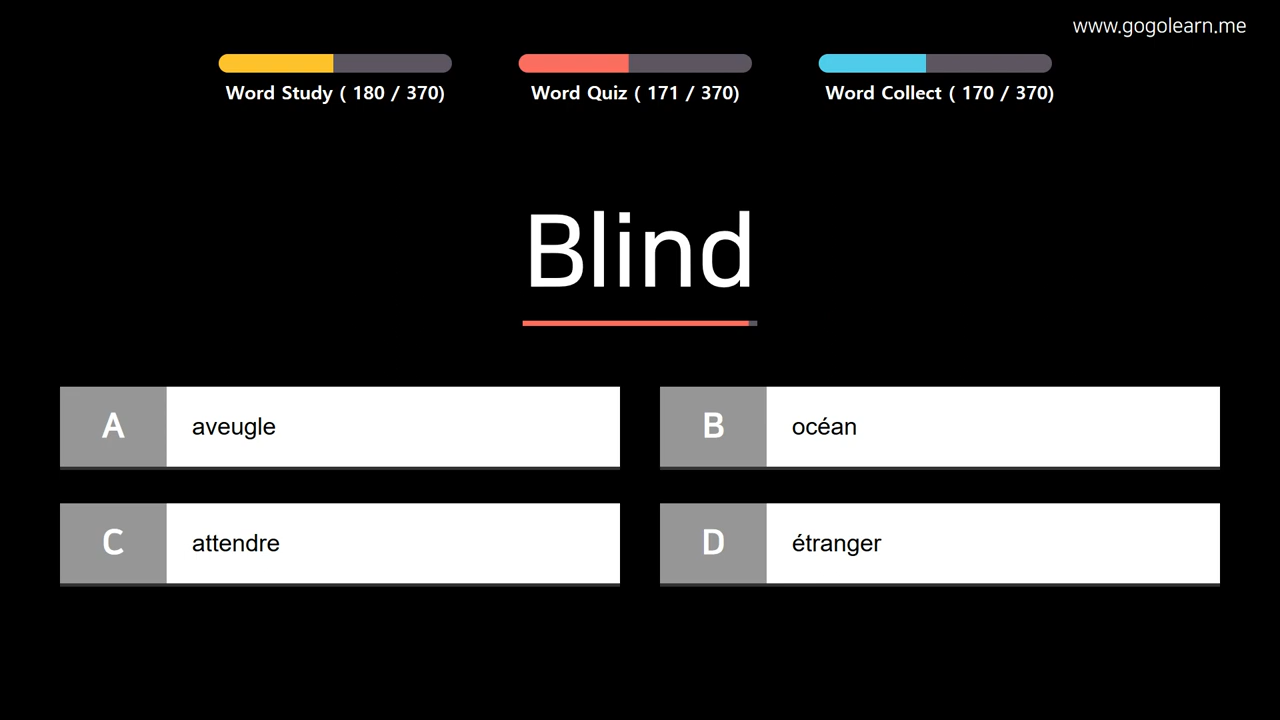 www.gogolearn.me
Word Study ( 180 / 370)
Word Quiz ( 171 / 370)
Word Collect ( 170 / 370)
Blind
A aveugle
B océan
C attendre
D étranger